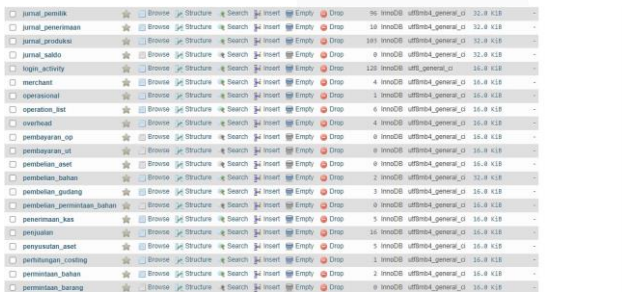 jurnal_pemilik Browse Structure Search Insert Empty Drop 96 InnoDB utf8mb4_general_ci 32.0 KiB -
jurnal_penerimaan Browse Structure Search Insert Empty Drop 10 InnoDB utf8mb4_general_ci 32.0 KiB -
jurnal_produksi Browse Structure Search Insert Empty Drop 103 InnoDB utf8mb4_general_ci 32.0 KiB -
jurnal_saldo Browse Structure Search Insert Empty Drop 0 InnoDB utf8mb4_general_ci 32.0 KiB -
login_activity Browse Structure Search Insert Empty Drop 128 InnoDB utf8_general_ci 16.0 KiB -
merchant Browse Structure Search Insert Empty Drop 4 InnoDB utf8mb4_general_ci 16.0 KiB -
operasional Browse Structure Search Insert Empty Drop 1 InnoDB utf8mb4_general_ci 16.0 KiB -
operation_list Browse Structure Search Insert Empty Drop 6 InnoDB utf8mb4_general_ci 16.0 KiB -
overhead Browse Structure Search Insert Empty Drop 4 InnoDB utf8mb4_general_ci 16.0 KiB -
pembayaran_op Browse Structure Search Insert Empty Drop 0 InnoDB utf8mb4_general_ci 16.0 KiB -
pembayaran_ut Browse Structure Search Insert Empty Drop 0 InnoDB utf8mb4_general_ci 16.0 KiB -
pembelian_aset Browse Structure Search Insert Empty Drop 0 InnoDB utf8mb4_general_ci 16.0 KiB -
pembelian_bahan Browse Structure Search Insert Empty Drop 2 InnoDB utf8mb4_general_ci 32.0 KiB -
pembelian_gudang Browse Structure Search Insert Empty Drop 3 InnoDB utf8mb4_general_ci 16.0 KiB -
pembelian_permintaan_bahan Browse Structure Search Insert Empty Drop 0 InnoDB utf8mb4_general_ci 16.0 KiB -
penerimaan_kas Browse Structure Search Insert Empty Drop 5 InnoDB utf8mb4_general_ci 16.0 KiB -
penjualan Browse Structure Search Insert Empty Drop 16 InnoDB utf8mb4_general_ci 16.0 KiB -
penyusutan_aset Browse Structure Search Insert Empty Drop 5 InnoDB utf8mb4_general_ci 16.0 KiB -
perhitungan_costing Browse Structure Search Insert Empty Drop 1 InnoDB utf8mb4_general_ci 16.0 KiB -
permintaan_bahan Browse Structure Search Insert Empty Drop 2 InnoDB utf8mb4_general_ci 16.0 KiB -
permintaan_barang Browse Structure Search Insert Empty Drop 0 InnoDB utf8mb4_general_ci 16.0 KiB -